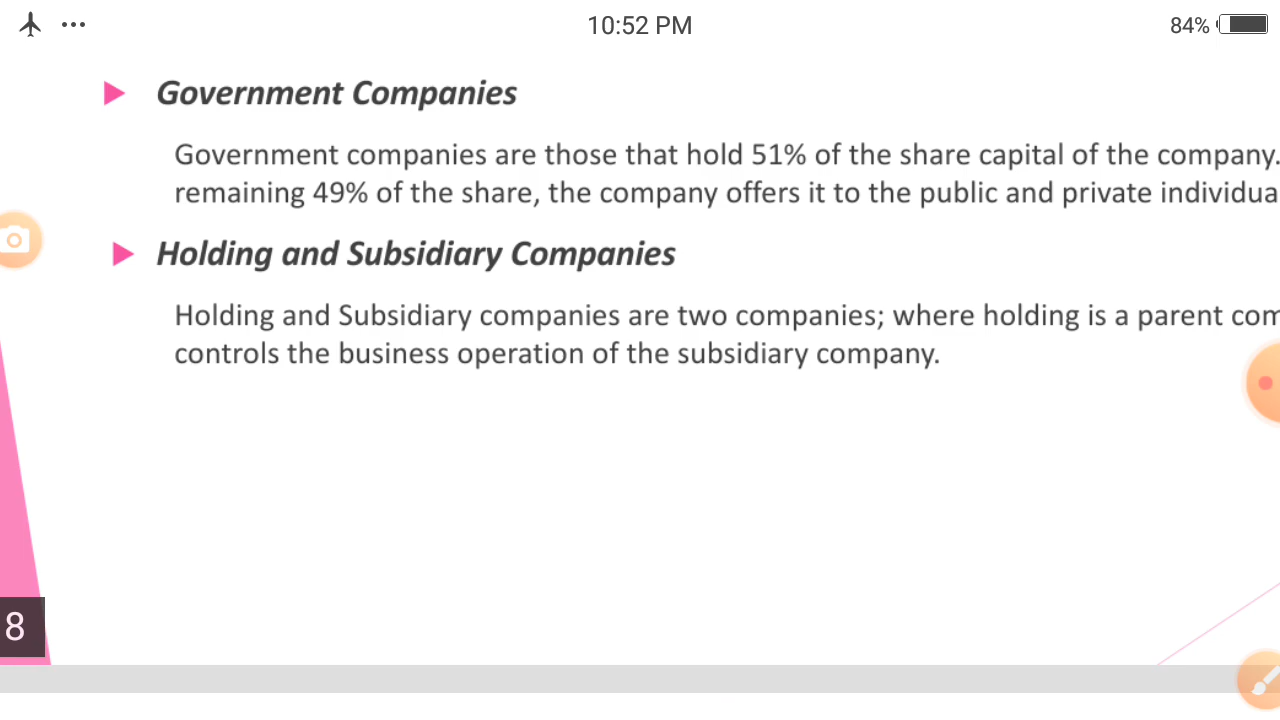 10:52 PM
84%
Government Companies
Government companies are those that hold 51% of the share capital of the company.
remaining 49% of the share, the company offers it to the public and private
Holding and Subsidiary Companies
Holding and Subsidiary companies are two companies; where holding is a parent
controls the business operation of the subsidiary company.
8